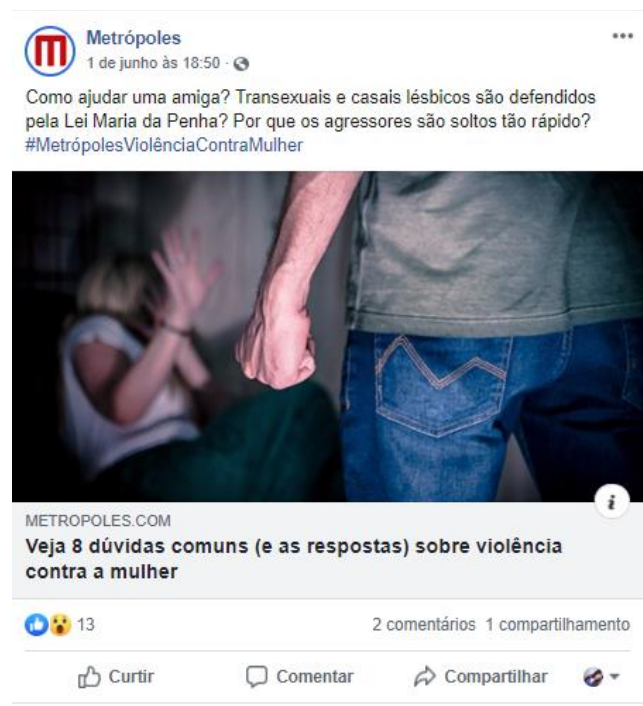 Metrópoles
1 de junho às 18:50 ·
Como ajudar uma amiga? Transexuais e casais lésbicos são defendidos
pela Lei Maria da Penha? Por que os agressores são soltos tão rápido?
#MetrópolesViolênciaContraMulher
METROPOLES.COM
Veja 8 dúvidas comuns (e as respostas) sobre violência
contra a mulher
13 2 comentários 1 compartilhamento
Curtir Comentar Compartilhar